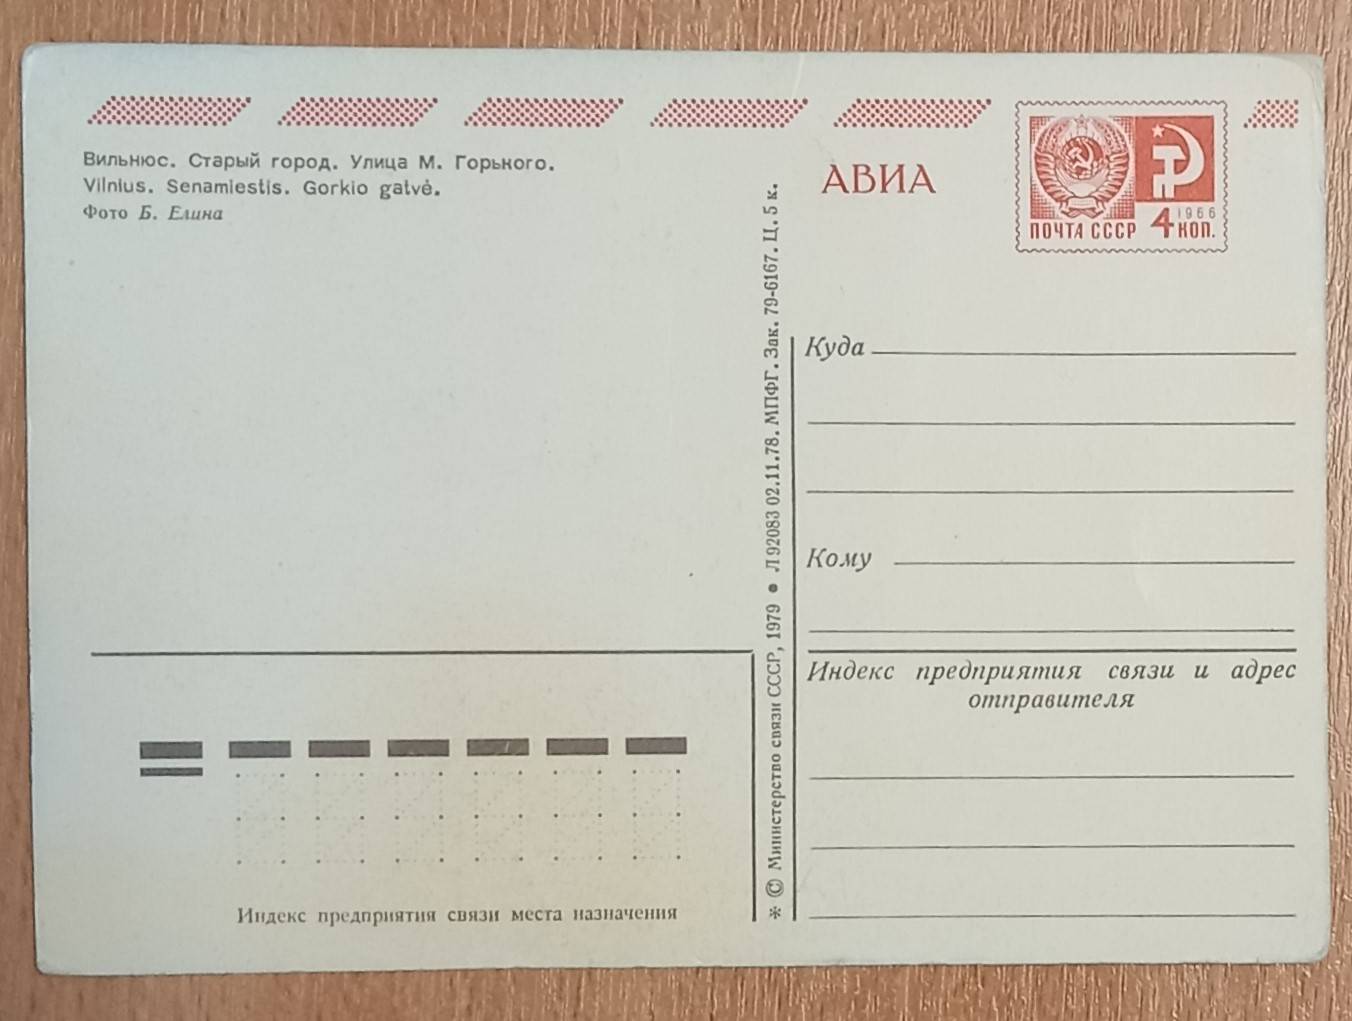 Вильнюс. Старый город. Улица М. Горького.
Vilnius. Senamiestis. Gorkio gatvė.
Фото Б. Елина
АВИА
1966
ПОЧТА СССР 4 КОП.
* © Министерство связи СССР, 1979 • Л 92083 02.11.78. МПФГ. Зак. 79-6167. Ц. 5 к.
Куда
Кому
Индекс предприятия связи и адрес
отправителя
Индекс предприятия связи места назначения